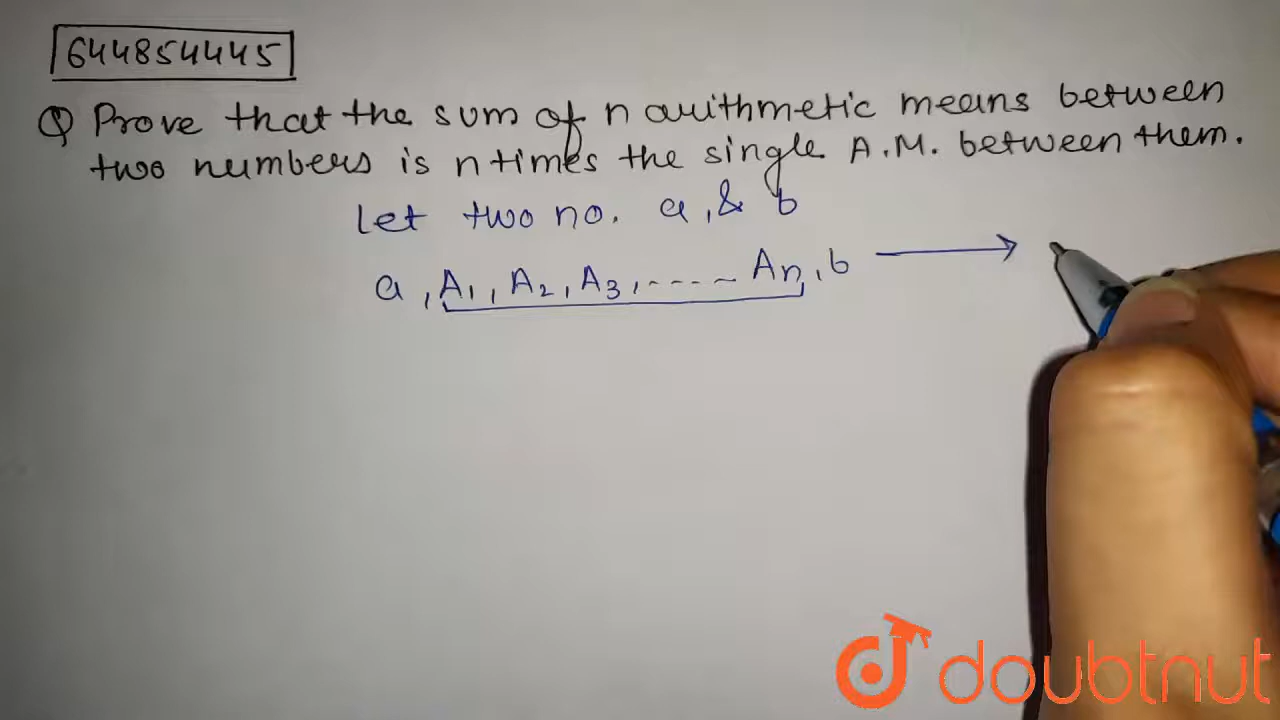 644854445
Q Prove that the sum of n arithmetic means between
two numbers is n times the single A.M. between them.
Let two no. a, & b
a, A₁, A₂, A₃, ..... An, b →
doubtnut